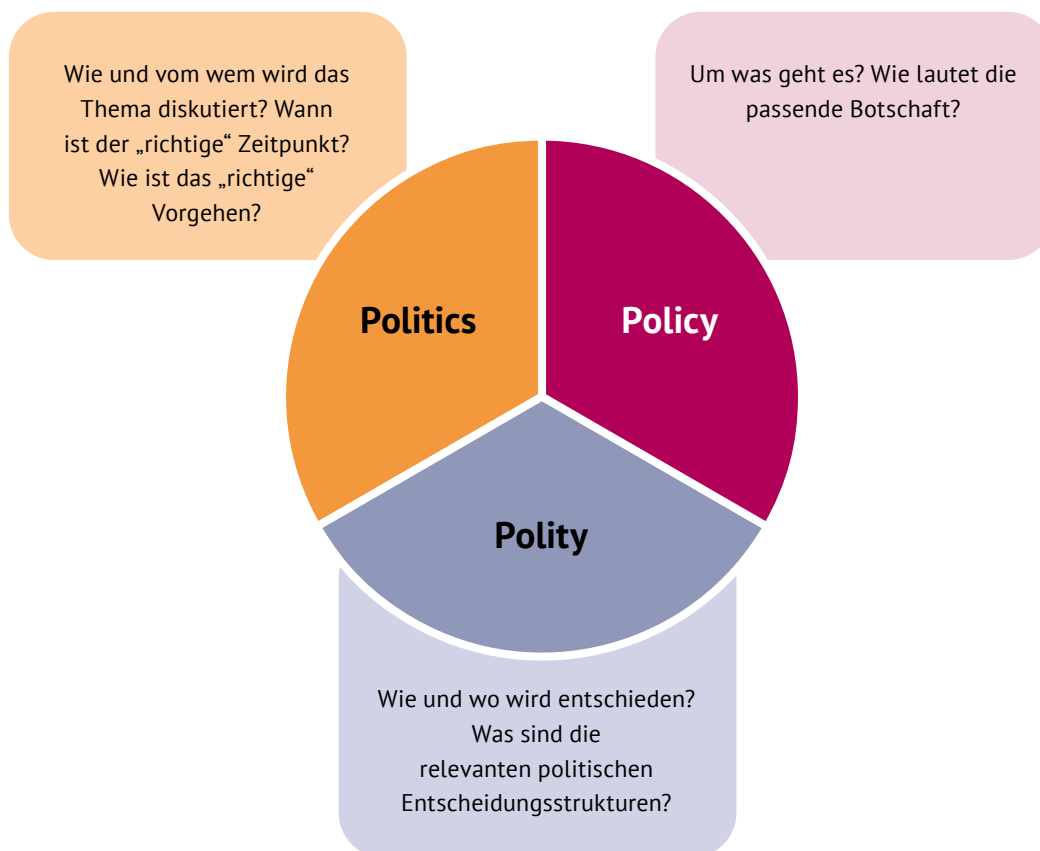 Wie und vom wem wird das
Thema diskutiert? Wann
ist der „richtige“ Zeitpunkt?
Wie ist das „richtige“
Vorgehen?
Um was geht es? Wie lautet die
passende Botschaft?
Politics
Policy
Polity
Wie und wo wird entschieden?
Was sind die
relevanten politischen
Entscheidungsstrukturen?